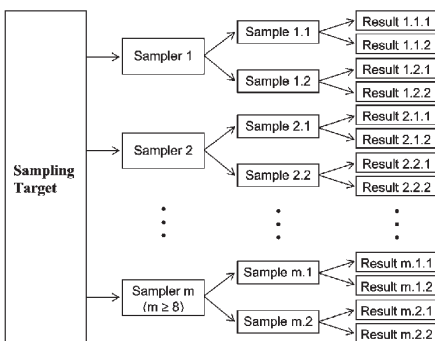 Sampling
Target
Sampler 1
Sampler 2
Sampler m
(m ≥ 8)
Sample 1.1
Sample 1.2
Sample 2.1
Sample 2.2
Sample m.1
Sample m.2
Result 1.1.1
Result 1.1.2
Result 1.2.1
Result 1.2.2
Result 2.1.1
Result 2.1.2
Result 2.2.1
Result 2.2.2
Result m.1.1
Result m.1.2
Result m.2.1
Result m.2.2